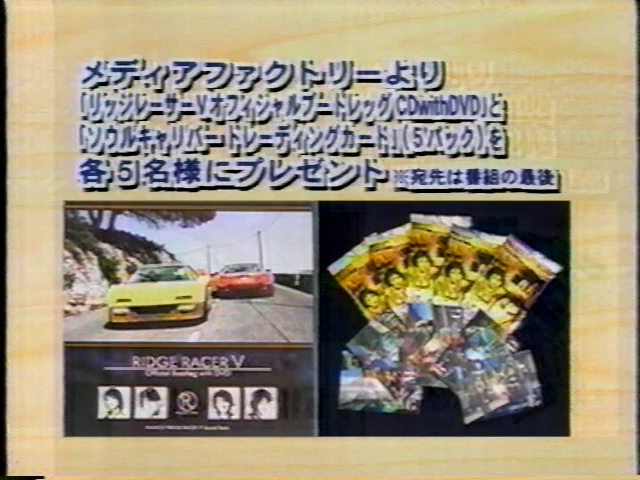 メディアファクトリーより
「リッジレーサーVオフィシャルブートレッグCDwithDVD」と
「ソウルキャリバートレーディングカード」（5パック）を
各5名様にプレゼント ※宛先は番組の最後
RIDGE RACER V
Official Bootleg with DVD
R